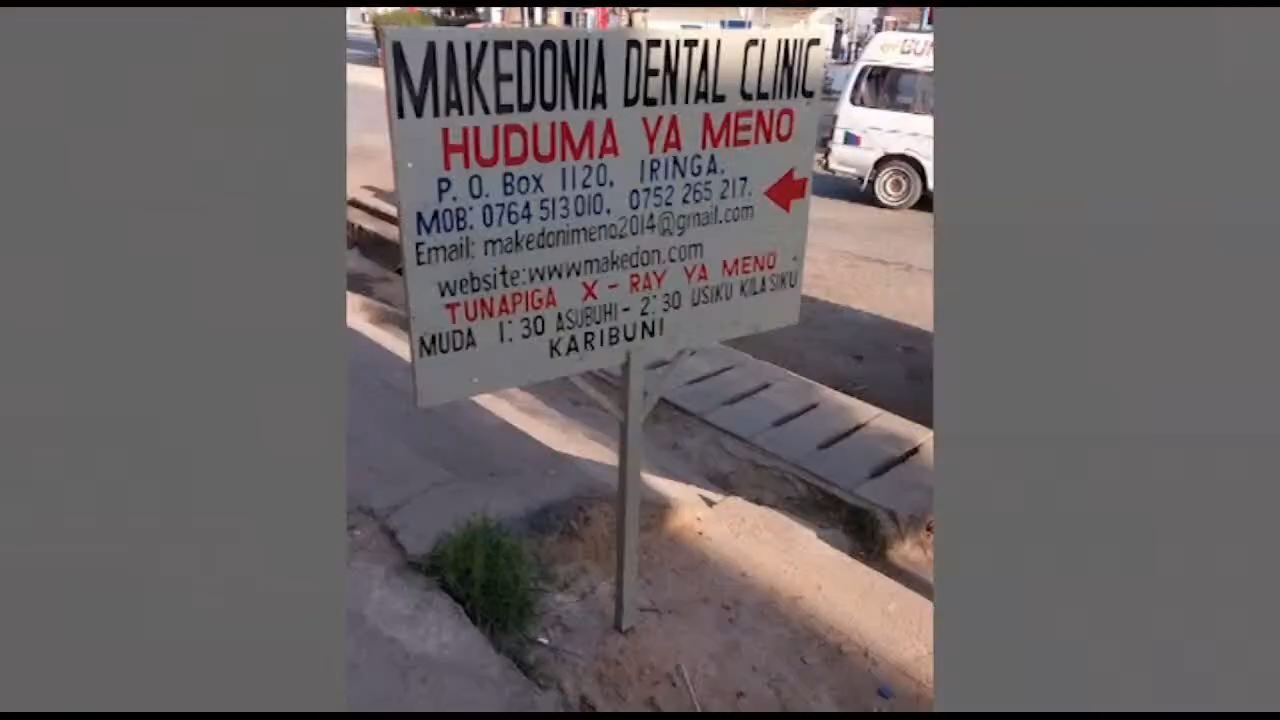 MAKEDONIA DENTAL CLINIC
HUDUMA YA MENO
P. O. Box 1120, IRINGA.
MOB: 0764 513 010, 0752 265 217.
Email: makedonimeno2014@gmail.com
website:wwwmakedon.com
TUNAPIGA X - RAY YA MENO
MUDA 1:30 ASUBUHI - 2:30 USIKU KILA SIKU
KARIBUNI